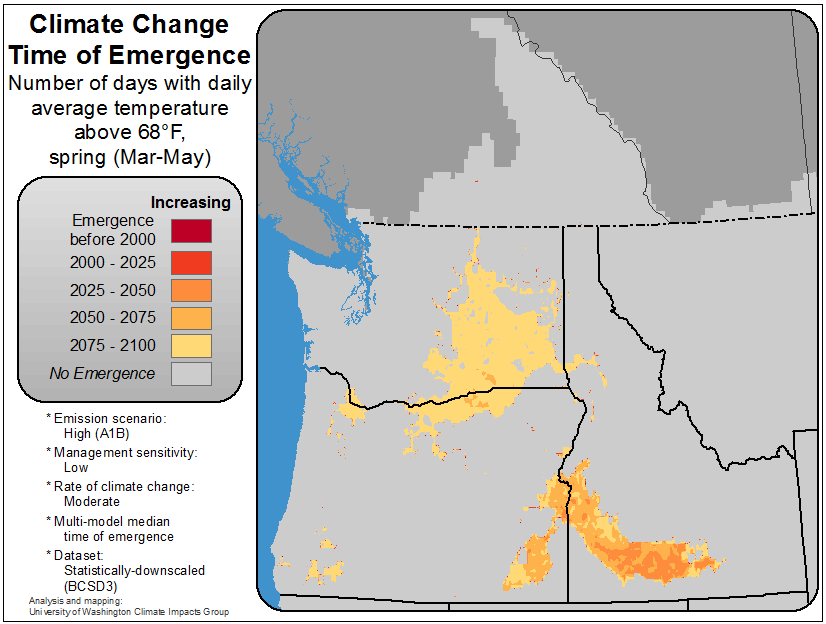 Climate Change
Time of Emergence
Number of days with daily
average temperature
above 68°F,
spring (Mar-May)
Increasing
Emergence
before 2000
2000 - 2025
2025 - 2050
2050 - 2075
2075 - 2100
No Emergence
* Emission scenario:
High (A1B)
* Management sensitivity:
Low
* Rate of climate change:
Moderate
* Multi-model median
time of emergence
* Dataset:
Statistically-downscaled
(BCSD3)
Analysis and mapping:
University of Washington Climate Impacts Group